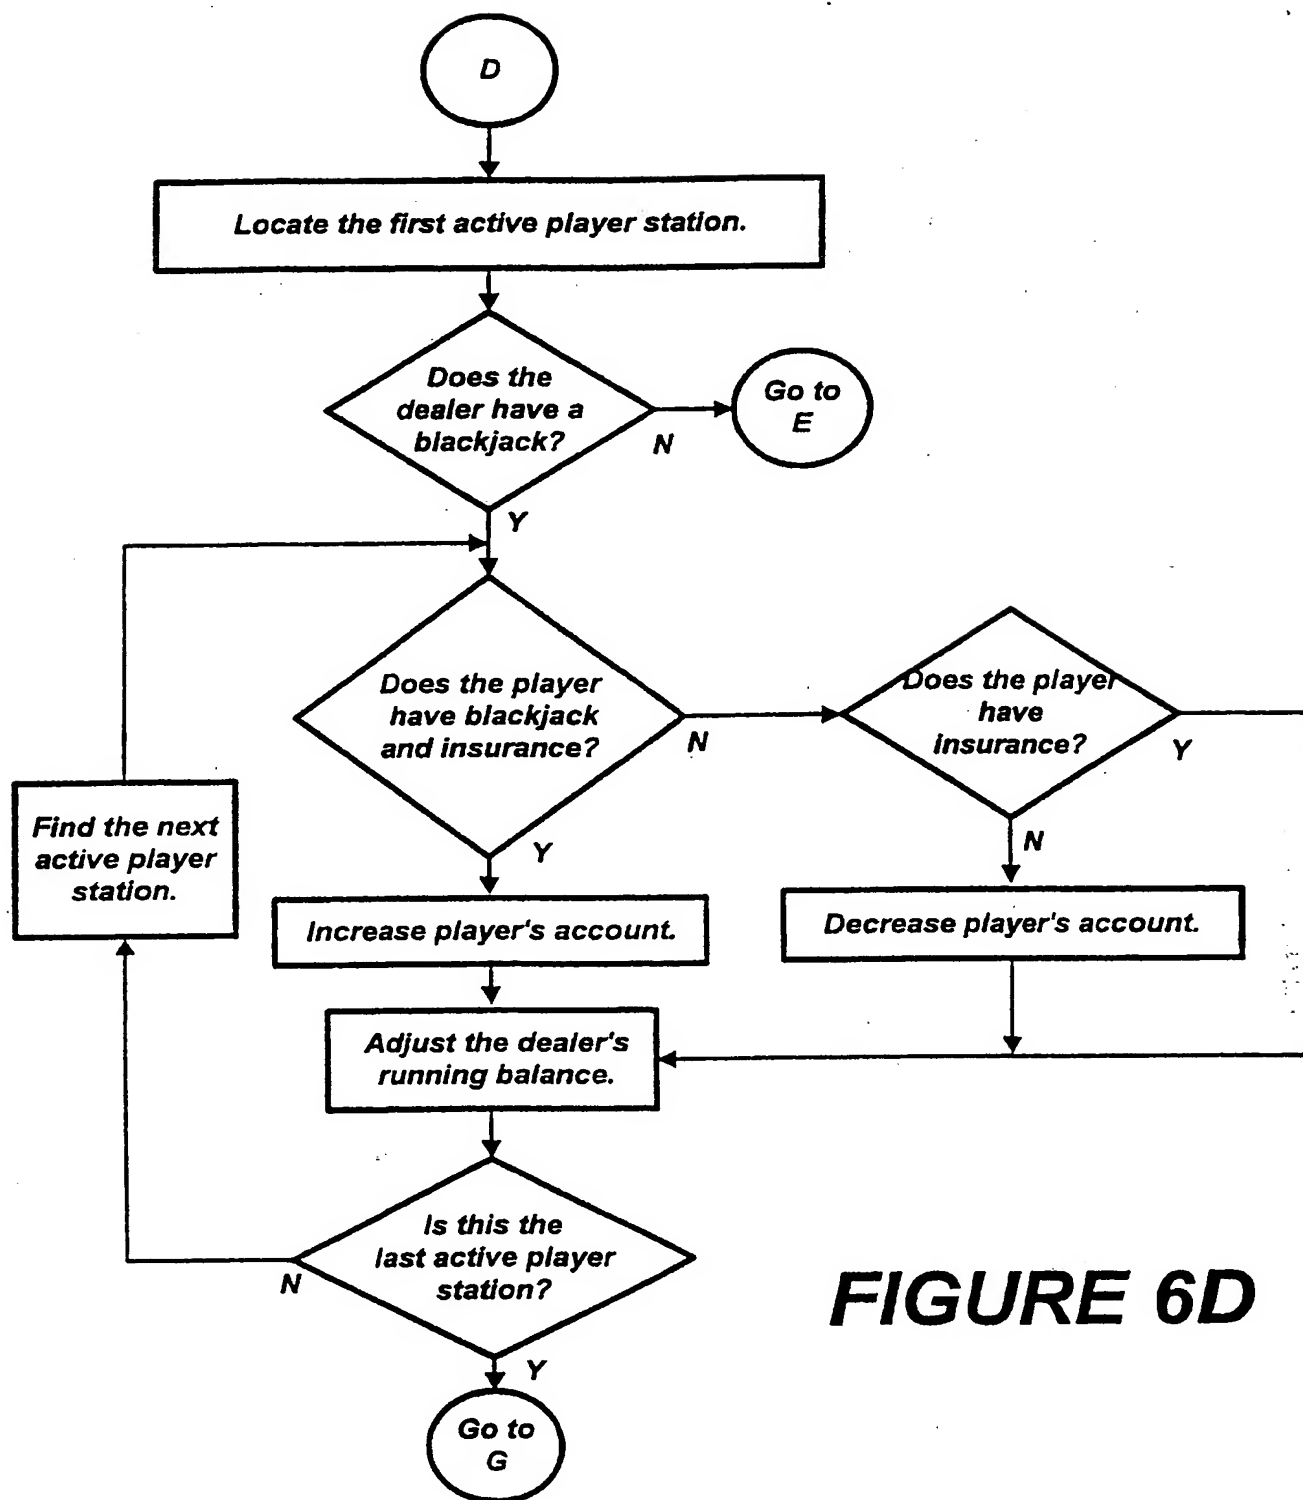 D
Locate the first active player station.
Does the
dealer have a
blackjack?
N
Go to
E
Y
Does the player
have blackjack
and insurance?
N
Does the player
have
insurance?
Y
Find the next
active player
station.
Y
N
Increase player's account.
Decrease player's account.
Adjust the dealer's
running balance.
Is this the
last active player
station?
N
Y
Go to
G
FIGURE 6D